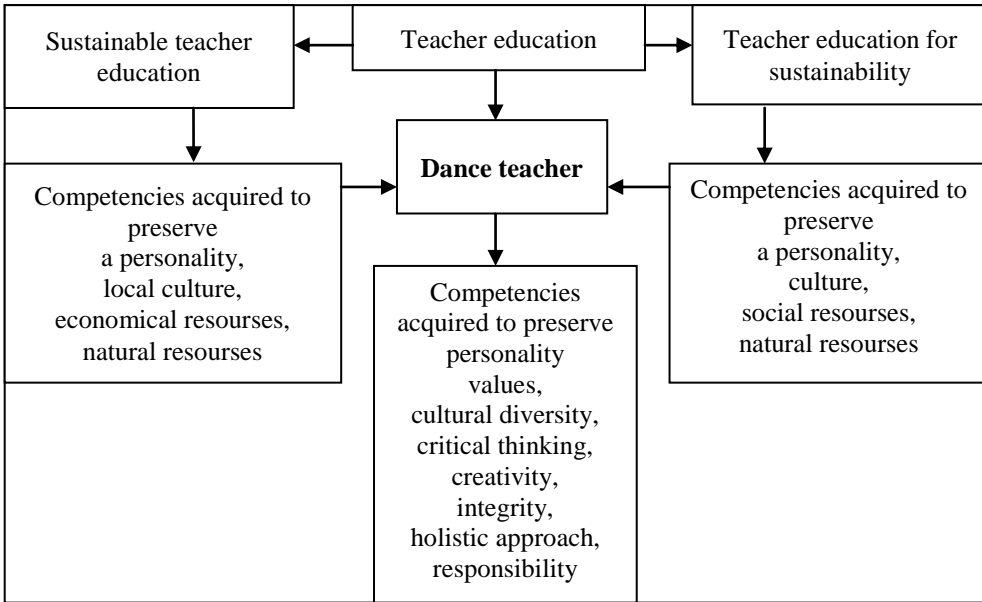 Sustainable teacher
education
Teacher education
Teacher education for
sustainability
Dance teacher
Competencies acquired to
preserve
a personality,
local culture,
economical resourses,
natural resourses
Competencies
acquired to preserve
personality
values,
cultural diversity,
critical thinking,
creativity,
integrity,
holistic approach,
responsibility
Competencies acquired to
preserve
a personality,
culture,
social resourses,
natural resourses